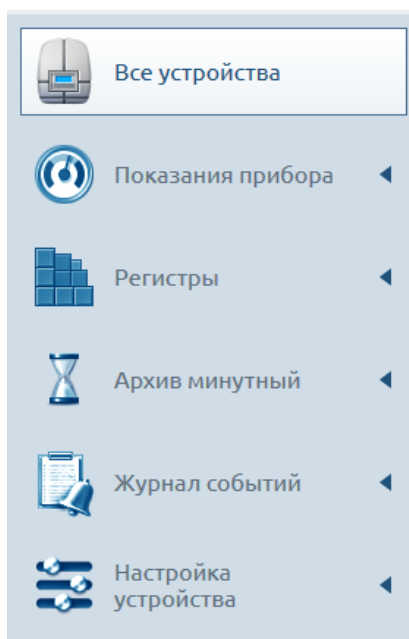 Все устройства
Показания прибора
Регистры
Архив минутный
Журнал событий
Настройка
устройства